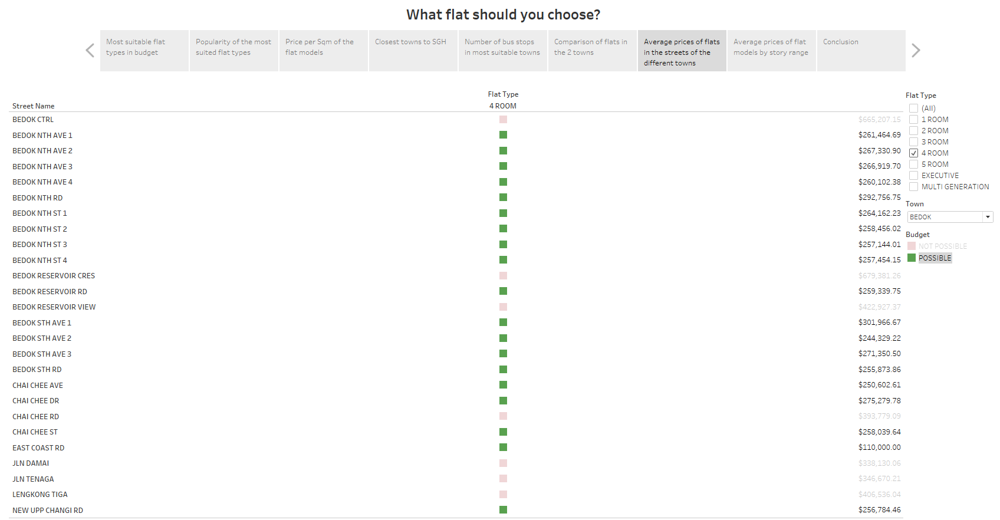 What flat should you choose?
Most suitable flat
types in budget
Popularity of the most
suited flat types
Price per Sqm of the
flat models
Closest towns to SGH
Number of bus stops
in most suitable towns
Comparison of flats in
the 2 towns
Average prices of flats
in the streets of the
different towns
Average prices of flat
models by story range
Conclusion
Flat Type
Street Name 4 ROOM
BEDOK CTRL $665,207.15
BEDOK NTH AVE 1 $261,464.69
BEDOK NTH AVE 2 $267,330.90
BEDOK NTH AVE 3 $266,919.70
BEDOK NTH AVE 4 $260,102.38
BEDOK NTH RD $292,756.75
BEDOK NTH ST 1 $264,162.23
BEDOK NTH ST 2 $258,456.02
BEDOK NTH ST 3 $257,144.01
BEDOK NTH ST 4 $257,454.15
BEDOK RESERVOIR CRES $679,381.26
BEDOK RESERVOIR RD $259,339.75
BEDOK RESERVOIR VIEW $422,927.37
BEDOK STH AVE 1 $301,966.67
BEDOK STH AVE 2 $244,329.22
BEDOK STH AVE 3 $271,350.50
BEDOK STH RD $255,873.86
CHAI CHEE AVE $250,602.61
CHAI CHEE DR $275,279.78
CHAI CHEE RD $393,779.09
CHAI CHEE ST $258,039.64
EAST COAST RD $110,000.00
JLN DAMAI $338,130.06
JLN TENAGA $346,670.21
LENGKONG TIGA $406,536.04
NEW UPP CHANGI RD $256,784.46
Flat Type
(All)
1 ROOM
2 ROOM
3 ROOM
4 ROOM
5 ROOM
EXECUTIVE
MULTI GENERATION
Town
BEDOK
Budget
NOT POSSIBLE
POSSIBLE